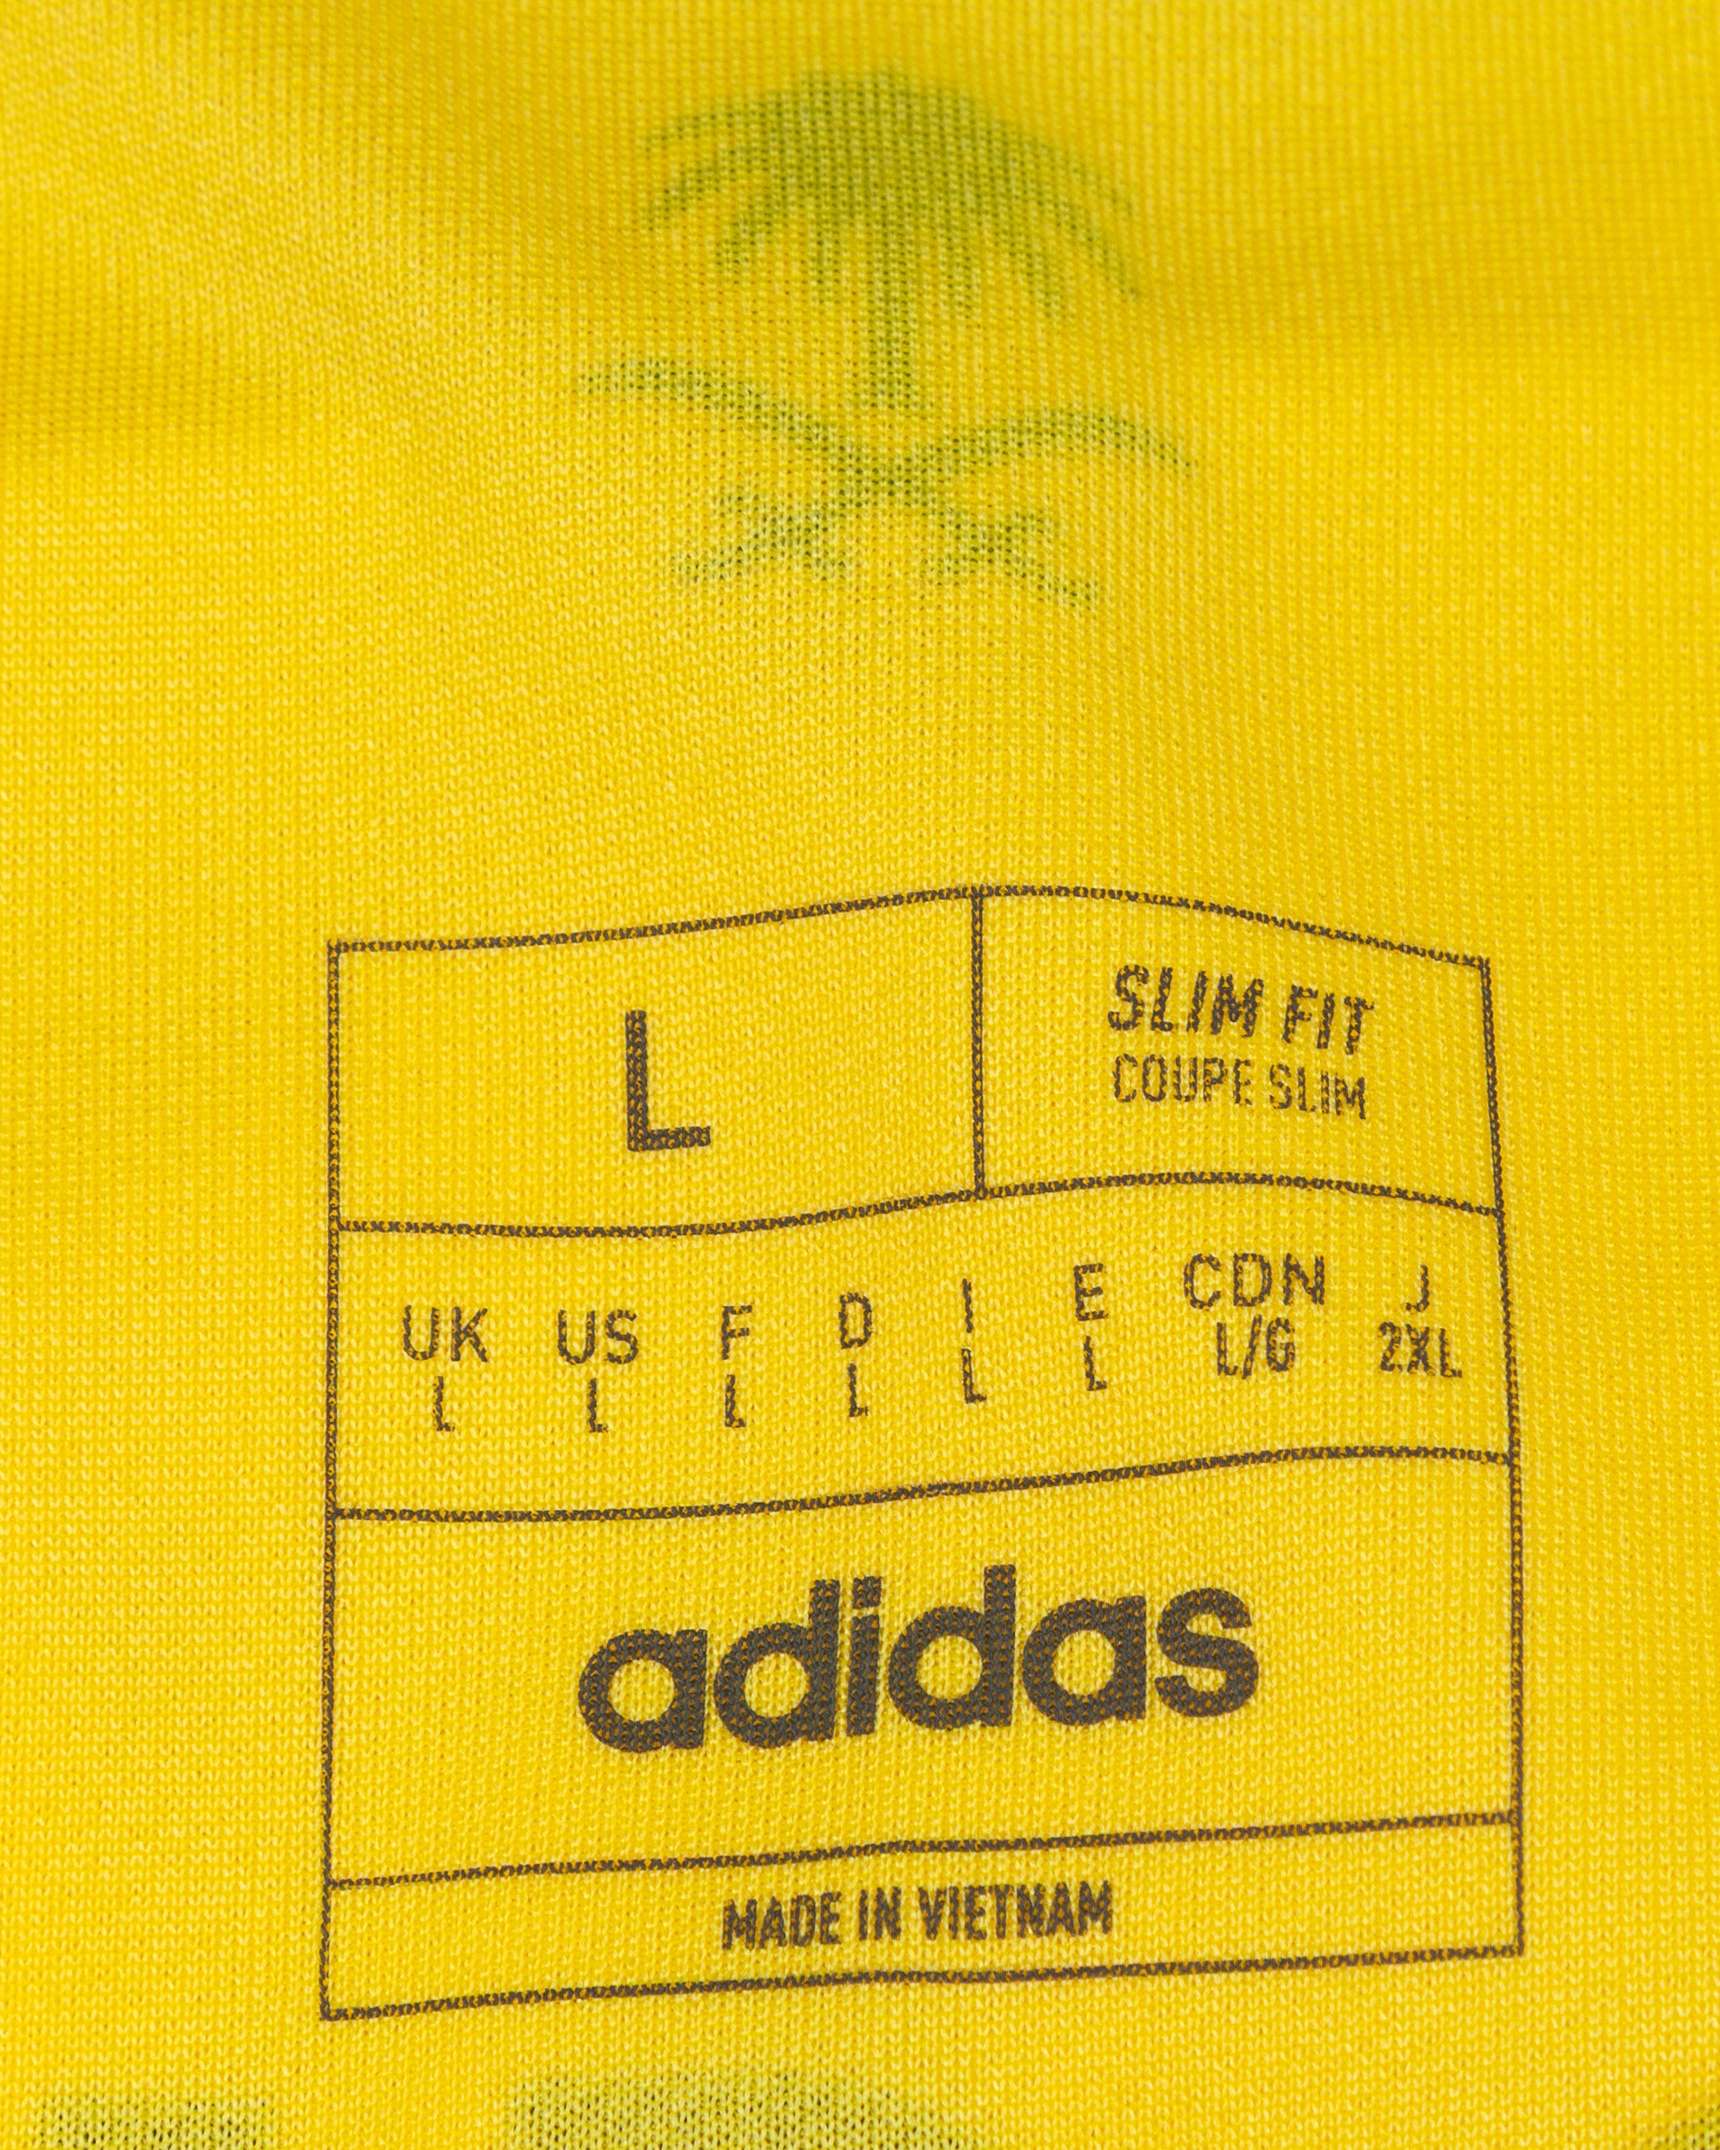 L
SLIM FIT
COUPE SLIM
UK US F D I E CDN J
L L L L L L L/G 2XL
adidas
MADE IN VIETNAM